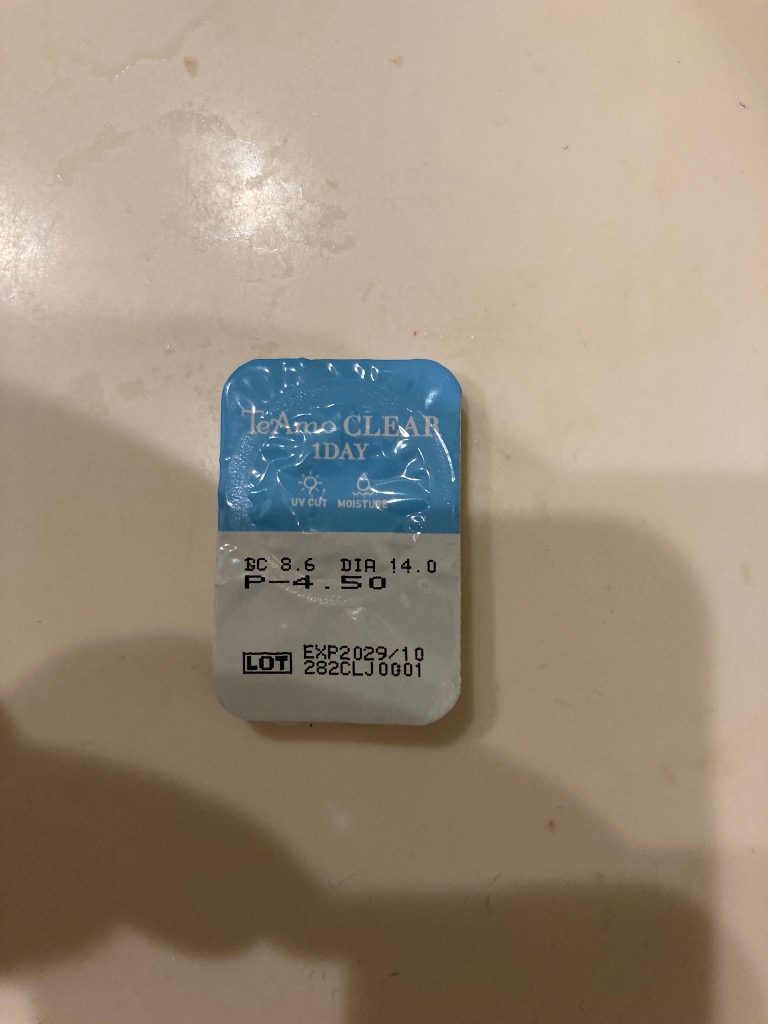 TeAmo CLEAR
1DAY
UV CUT MOISTURE
BC 8.6 DIA 14.0
P-4.50
LOT EXP2029/10
282CLJ0G01